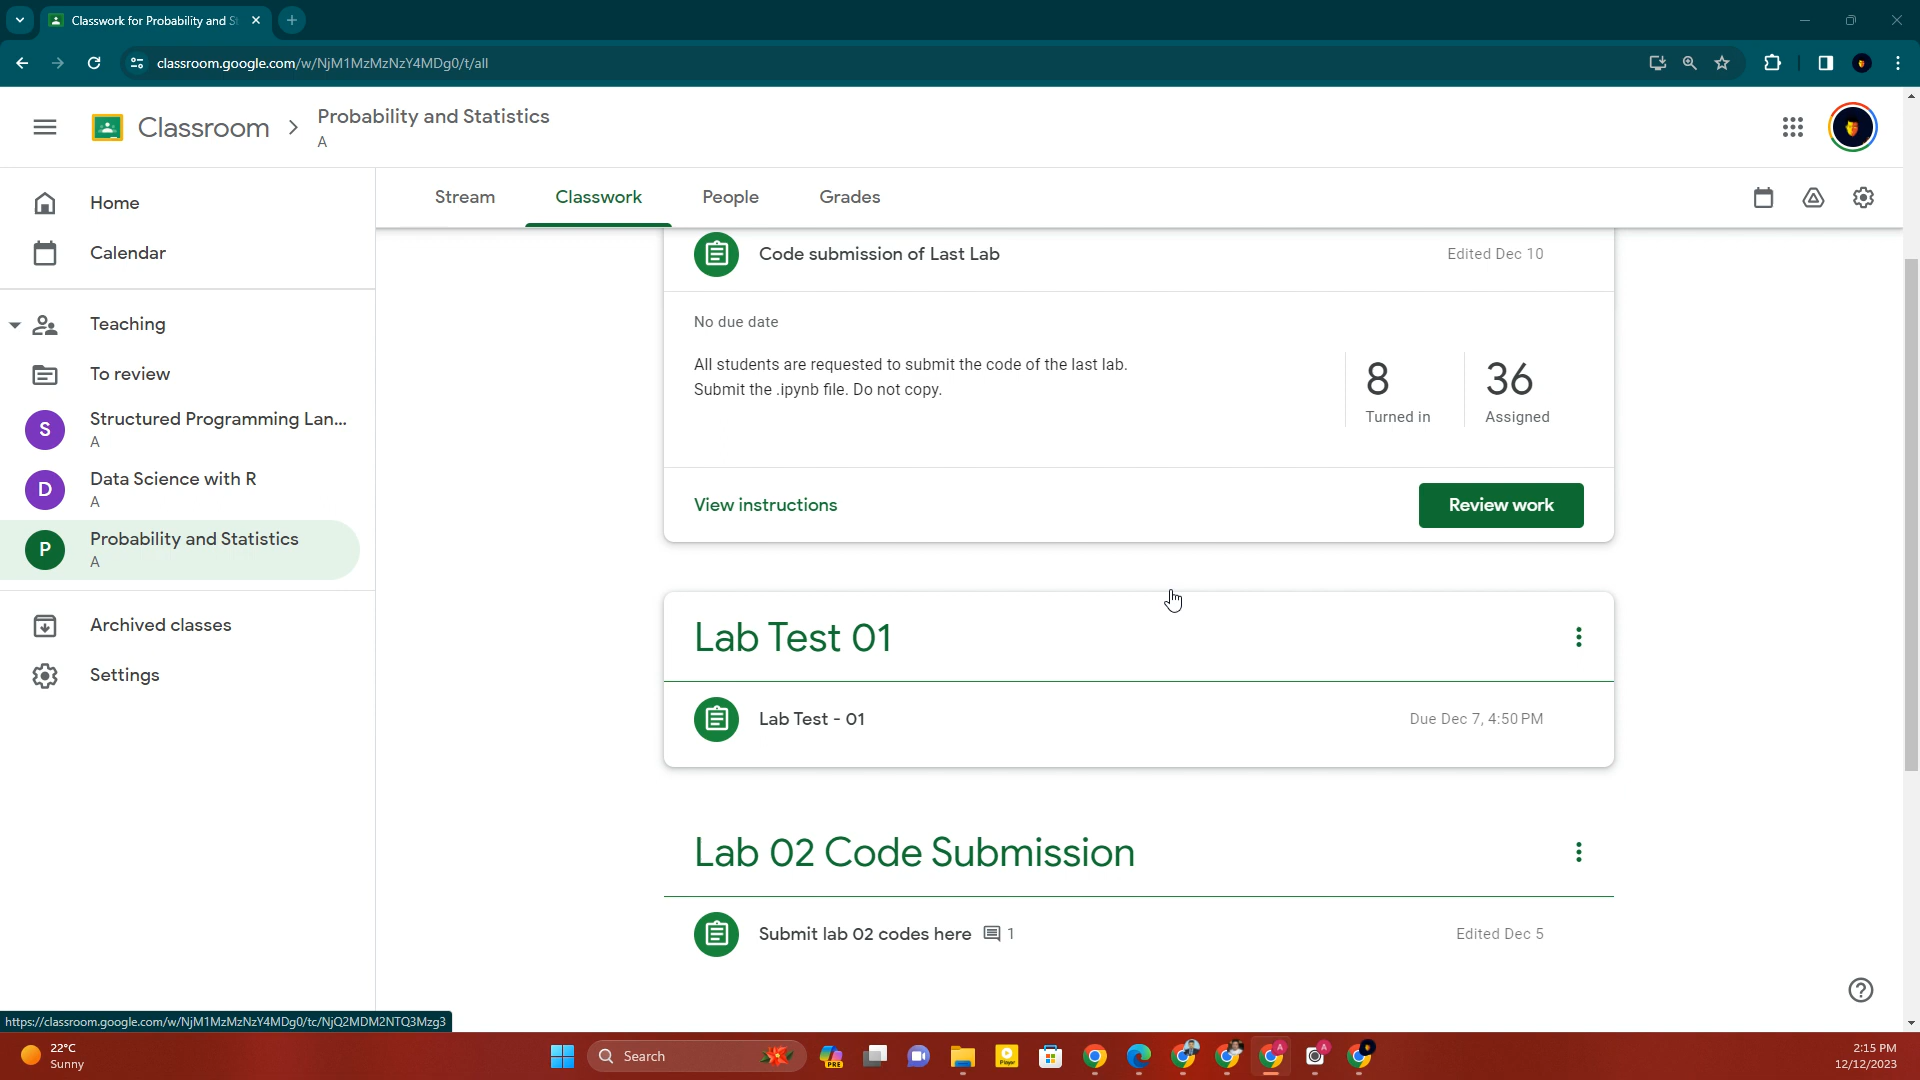 Classwork for Probability and S
classroom.google.com/w/NjM1MzMzNzY4MDg0/t/all
Classroom
Probability and Statistics
A
Home
Calendar
Teaching
To review
S
Structured Programming Lan...
A
D
Data Science with R
A
P
Probability and Statistics
A
Archived classes
Settings
Stream
Classwork
People
Grades
Code submission of Last Lab
Edited Dec 10
No due date
All students are requested to submit the code of the last lab.
Submit the .ipynb file. Do not copy.
8
Turned in
36
Assigned
View instructions
Review work
Lab Test 01
Lab Test - 01
Due Dec 7, 4:50 PM
Lab 02 Code Submission
Submit lab 02 codes here
1
Edited Dec 5
https://classroom.google.com/w/NjM1MzMzNzY4MDg0/tc/NjQ2MDM2NTQ3Mzg3
22°C
Sunny
Search
PRE
A
A
2:15 PM
12/12/2023